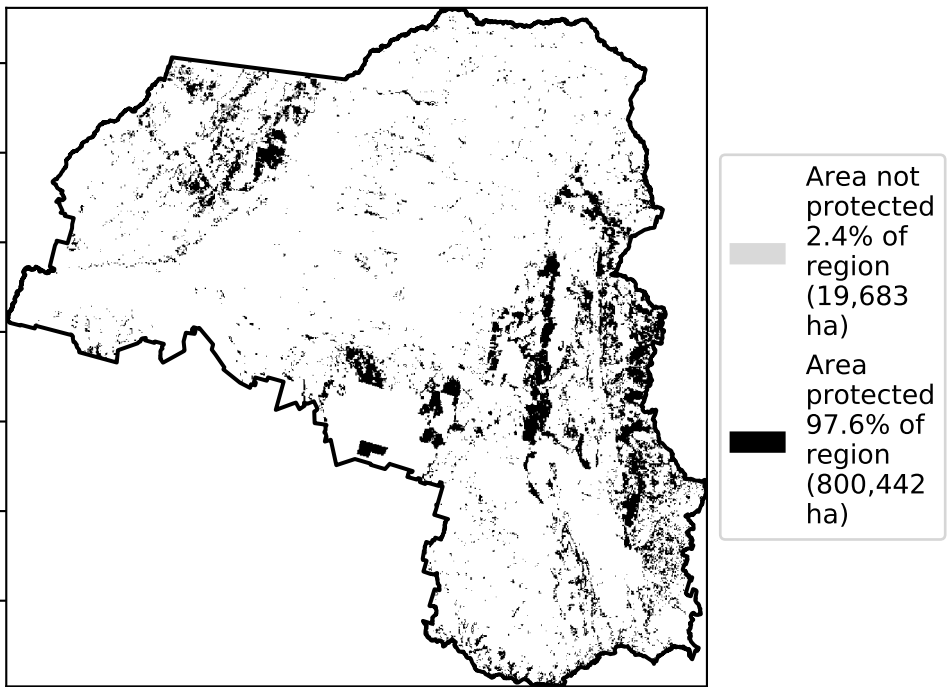 Area not
protected
2.4% of
region
(19,683
ha)
Area
protected
97.6% of
region
(800,442
ha)